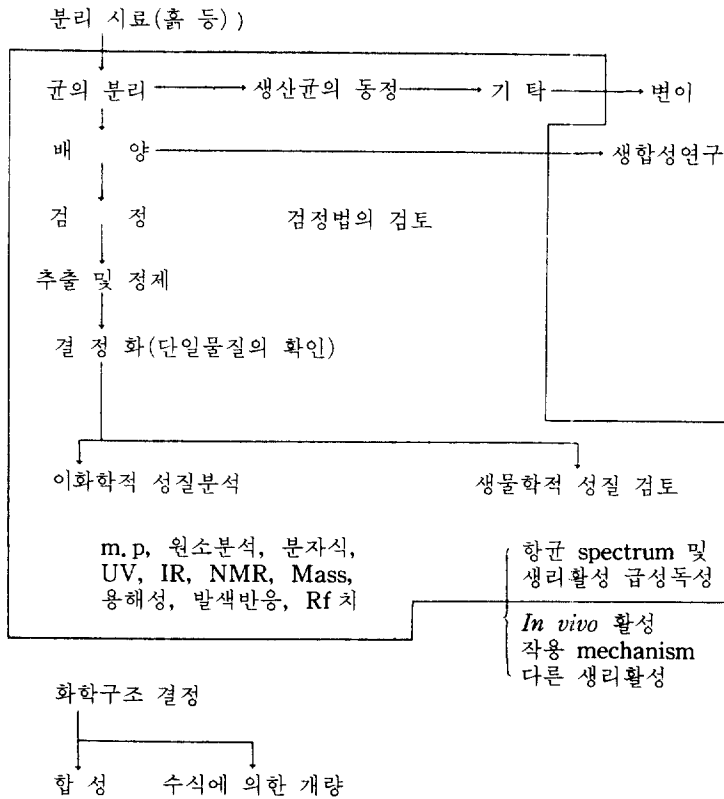 분리 시료(흙 등) )
균의 분리 생산균의 동정 기 탁 변이
배 양 생합성연구
검 정 검정법의 검토
추출 및 정제
결 정 화(단일물질의 확인)
이화학적 성질분석 생물학적 성질 검토
m. p, 원소분석, 분자식,
UV, IR, NMR, Mass,
용해성, 발색반응, Rf 치
항균 spectrum 및
생리활성 급성독성
In vivo 활성
작용 mechanism
다른 생리활성
화학구조 결정
합 성 수식에 의한 개량